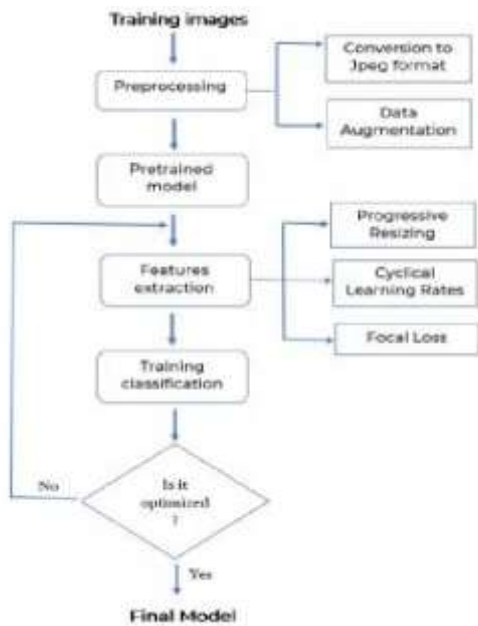 Training images
Preprocessing
Conversion to
Jpeg format
Data
Augmentation
Pretrained
model
Features
extraction
Progressive
Resizing
Cyclical
Learning Rates
Focal Loss
Training
classification
Is it
optimized
?
No
Yes
Final Model